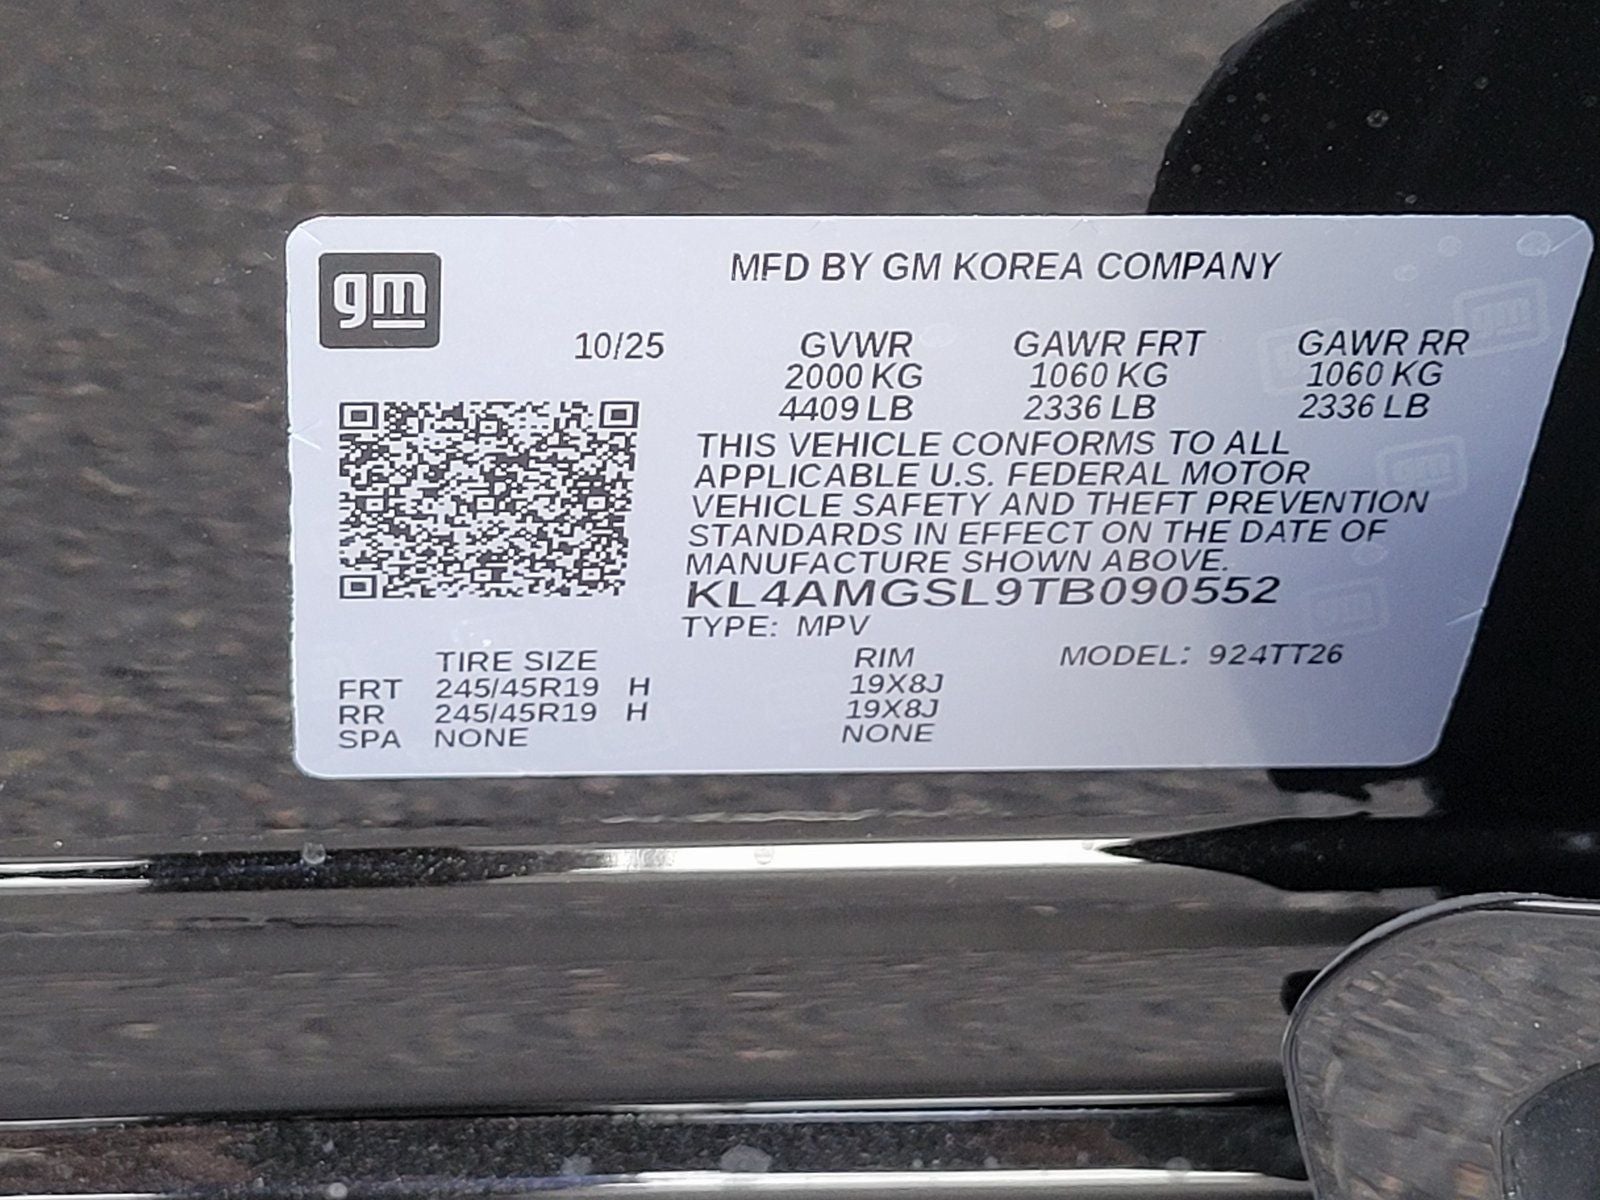 gm
MFD BY GM KOREA COMPANY
10/25 GVWR GAWR FRT GAWR RR
2000 KG 1060 KG 1060 KG
4409 LB 2336 LB 2336 LB
THIS VEHICLE CONFORMS TO ALL
APPLICABLE U.S. FEDERAL MOTOR
VEHICLE SAFETY AND THEFT PREVENTION
STANDARDS IN EFFECT ON THE DATE OF
MANUFACTURE SHOWN ABOVE.
KL4AMGSL9TB090552
TYPE: MPV
TIRE SIZE RIM MODEL: 924TT26
FRT 245/45R19 H 19X8J
RR 245/45R19 H 19X8J
SPA NONE NONE